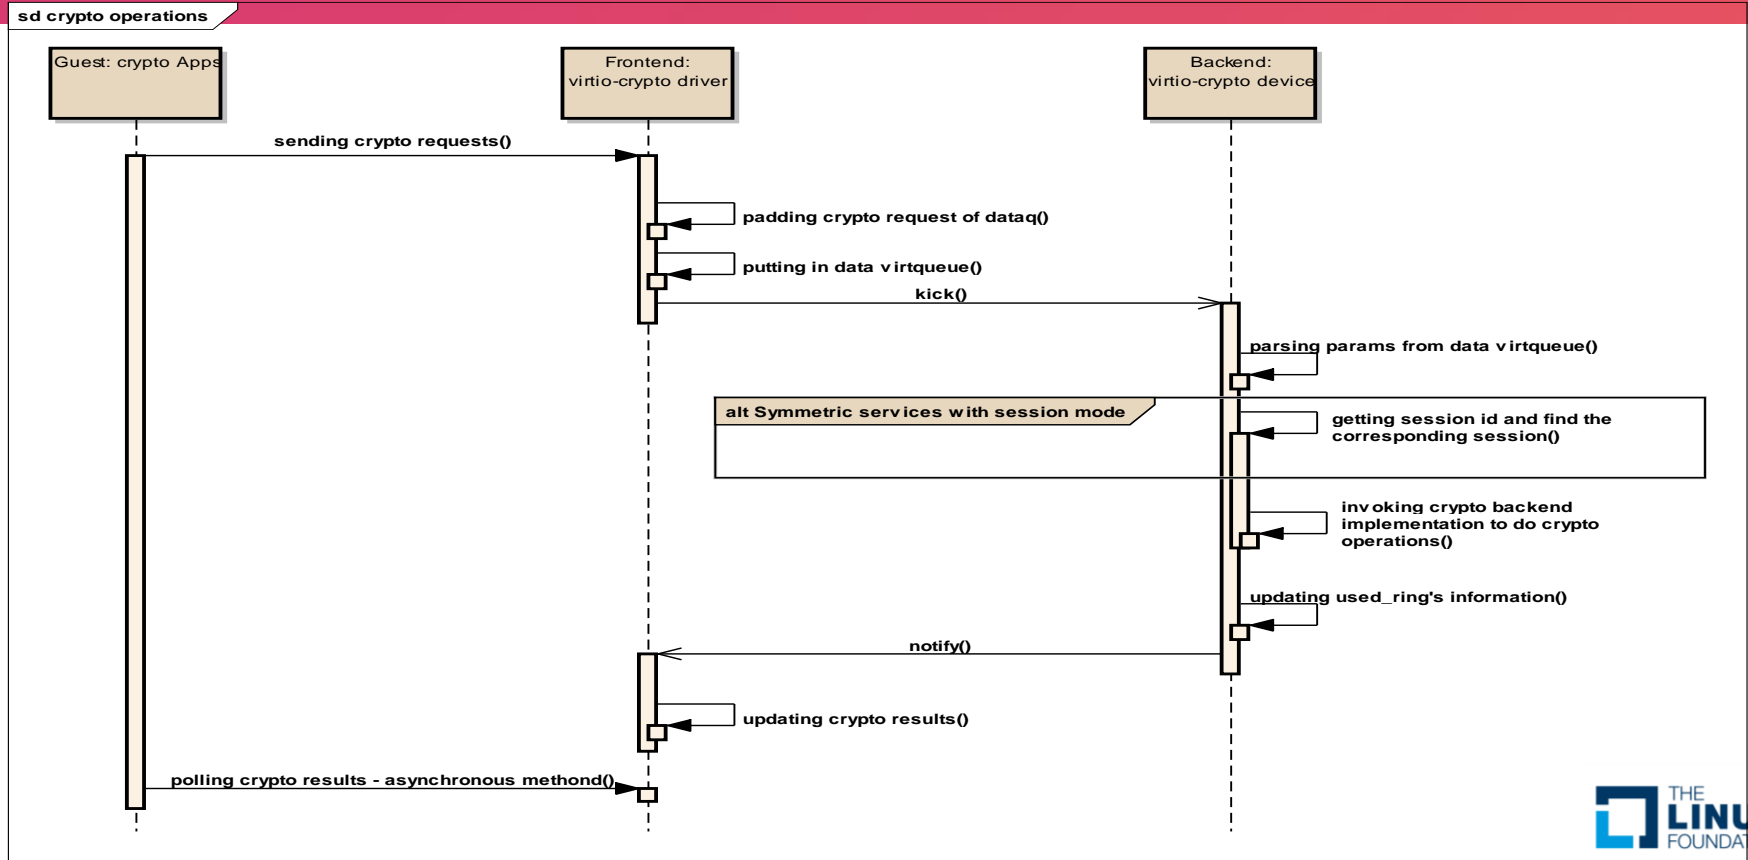 sd crypto operations
Guest: crypto Apps
Frontend:
virtio-crypto driver
Backend:
virtio-crypto device
sending crypto requests()
padding crypto request of dataq()
putting in data virtqueue()
kick()
parsing params from data virtqueue()
alt Symmetric services with session mode
getting session id and find the
corresponding session()
invoking crypto backend
implementation to do crypto
operations()
updating used_ring's information()
notify()
updating crypto results()
polling crypto results - asynchronous methond()
THE
LINU
FOUNDAT